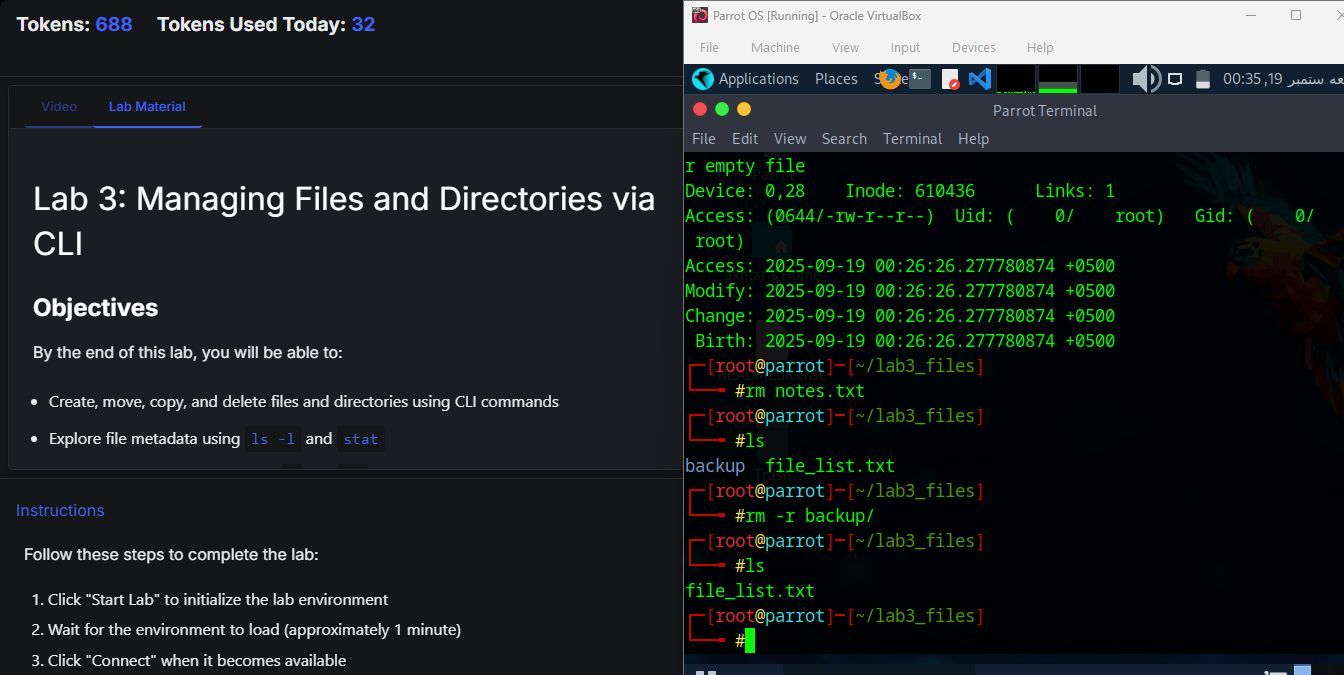 Tokens: 688 Tokens Used Today: 32
Video Lab Material
Lab 3: Managing Files and Directories via
CLI
Objectives
By the end of this lab, you will be able to:
• Create, move, copy, and delete files and directories using CLI commands
• Explore file metadata using ls -l and stat
Instructions
Follow these steps to complete the lab:
1. Click "Start Lab" to initialize the lab environment
2. Wait for the environment to load (approximately 1 minute)
3. Click "Connect" when it becomes available
Parrot OS [Running] - Oracle VirtualBox
File Machine View Input Devices Help
Applications Places 00:35 ,19 ستمبر
Parrot Terminal
File Edit View Search Terminal Help
r empty file
Device: 0,28 Inode: 610436 Links: 1
Access: (0644/-rw-r--r--) Uid: ( 0/ root) Gid: ( 0/
root)
Access: 2025-09-19 00:26:26.277780874 +0500
Modify: 2025-09-19 00:26:26.277780874 +0500
Change: 2025-09-19 00:26:26.277780874 +0500
Birth: 2025-09-19 00:26:26.277780874 +0500
┌─[root@parrot]─[~/lab3_files]
└──╼ #rm notes.txt
┌─[root@parrot]─[~/lab3_files]
└──╼ #ls
backup file_list.txt
┌─[root@parrot]─[~/lab3_files]
└──╼ #rm -r backup/
┌─[root@parrot]─[~/lab3_files]
└──╼ #ls
file_list.txt
┌─[root@parrot]─[~/lab3_files]
└──╼ #